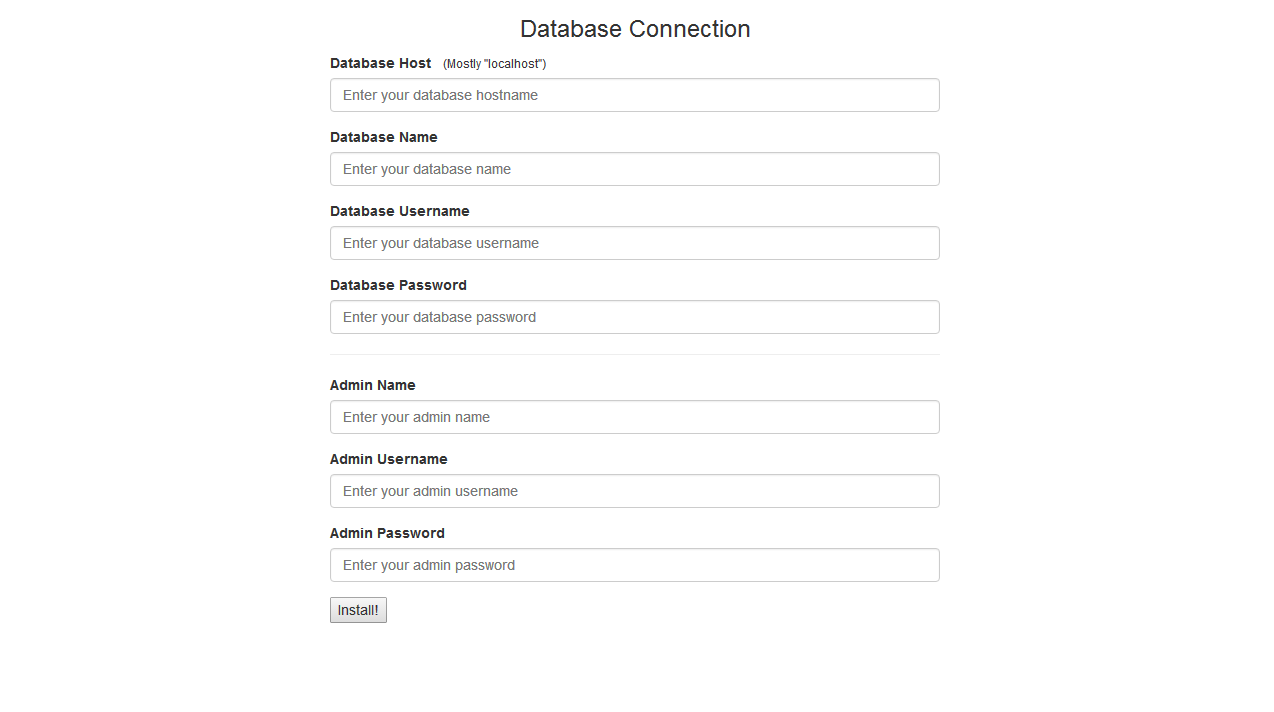 Database Connection
Database Host (Mostly "localhost")
Enter your database hostname
Database Name
Enter your database name
Database Username
Enter your database username
Database Password
Enter your database password
Admin Name
Enter your admin name
Admin Username
Enter your admin username
Admin Password
Enter your admin password
Install!